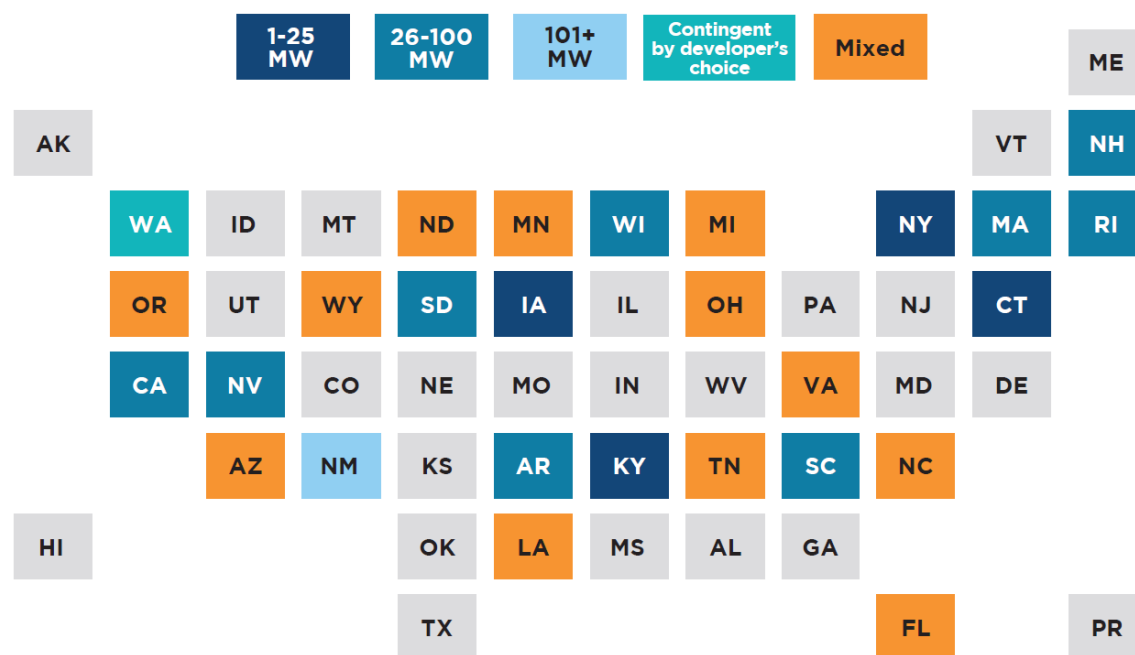 1-25
MW
26-100
MW
101+
MW
Contingent
by developer's
choice
Mixed
ME
AK
VT
NH
WA
ID
MT
ND
MN
WI
MI
NY
MA
RI
OR
UT
WY
SD
IA
IL
OH
PA
NJ
CT
CA
NV
CO
NE
MO
IN
WV
VA
MD
DE
AZ
NM
KS
AR
KY
TN
SC
NC
HI
OK
LA
MS
AL
GA
TX
FL
PR